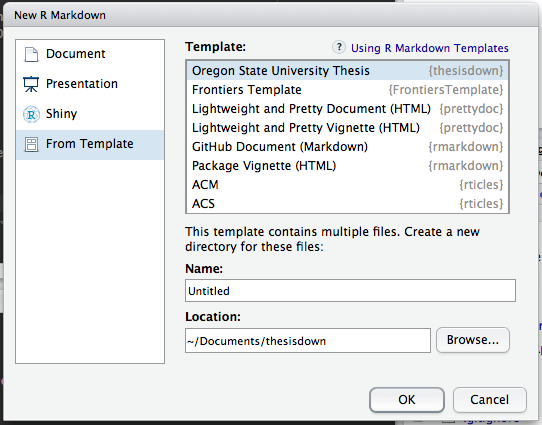 New R Markdown
Document
Presentation
Shiny
From Template
Template:
? Using R Markdown Templates
Oregon State University Thesis {thesisdown}
Frontiers Template {FrontiersTemplate}
Lightweight and Pretty Document (HTML) {prettydoc}
Lightweight and Pretty Vignette (HTML) {prettydoc}
GitHub Document (Markdown) {rmarkdown}
Package Vignette (HTML) {rmarkdown}
ACM {rticles}
ACS {rticles}
This template contains multiple files. Create a new
directory for these files:
Name:
Untitled
Location:
~/Documents/thesisdown
Browse...
OK
Cancel